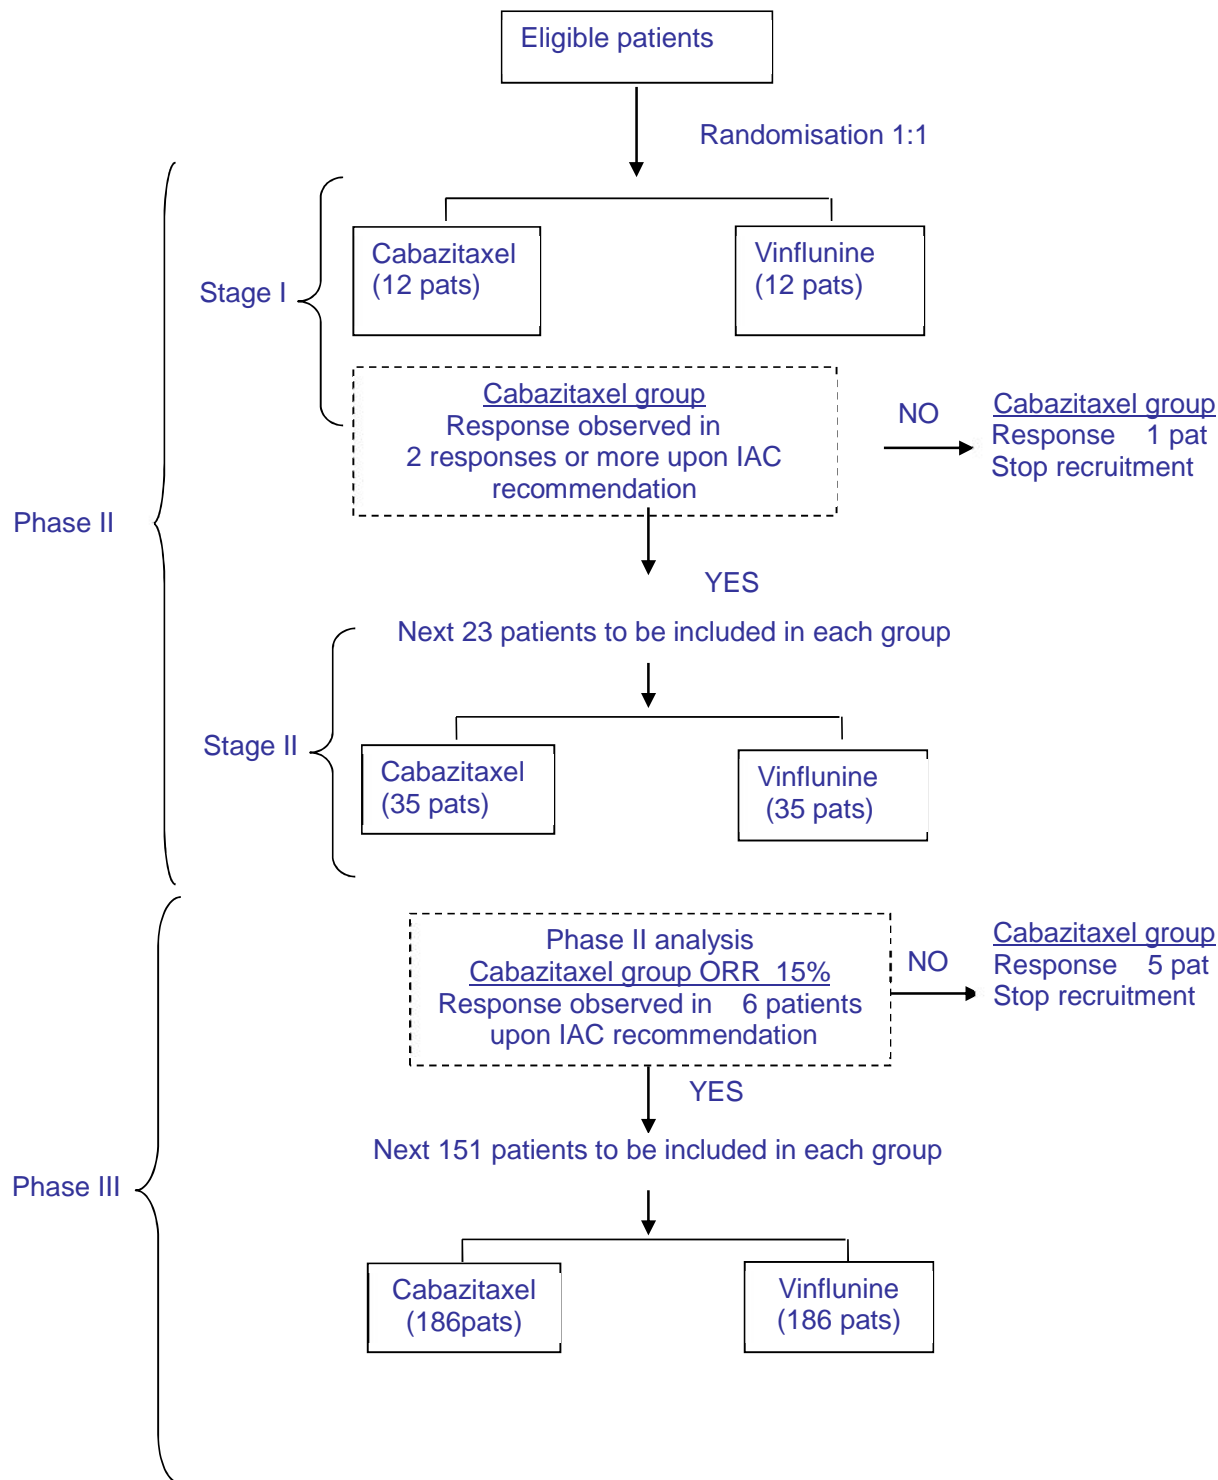 Eligible patients
Randomisation 1:1
Phase II
Stage I
Cabazitaxel
(12 pats)
Vinflunine
(12 pats)
Cabazitaxel group
Response observed in
2 responses or more upon IAC
recommendation
NO
Cabazitaxel group
Response 1 pat
Stop recruitment
YES
Next 23 patients to be included in each group
Stage II
Cabazitaxel
(35 pats)
Vinflunine
(35 pats)
Phase III
Phase II analysis
Cabazitaxel group ORR 15%
Response observed in 6 patients
upon IAC recommendation
NO
Cabazitaxel group
Response 5 pat
Stop recruitment
YES
Next 151 patients to be included in each group
Cabazitaxel
(186pats)
Vinflunine
(186 pats)